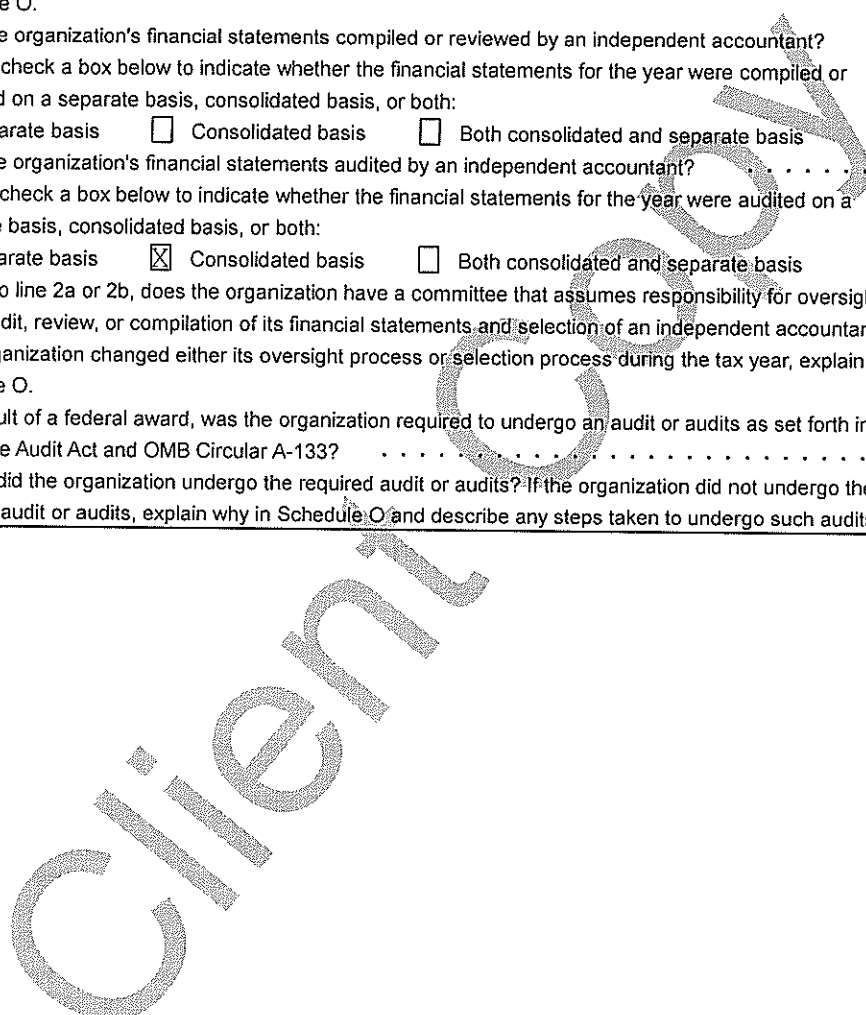 e O.
e organization's financial statements compiled or reviewed by an independent accountant?
check a box below to indicate whether the financial statements for the year were compiled or
d on a separate basis, consolidated basis, or both:
arate basis ☐ Consolidated basis ☐ Both consolidated and separate basis
e organization's financial statements audited by an independent accountant? . . . . . .
check a box below to indicate whether the financial statements for the year were audited on a
basis, consolidated basis, or both:
arate basis ☒ Consolidated basis ☐ Both consolidated and separate basis
o line 2a or 2b, does the organization have a committee that assumes responsibility for oversigh
dit, review, or compilation of its financial statements and selection of an independent accountan
ganization changed either its oversight process or selection process during the tax year, explain
e O.
ult of a federal award, was the organization required to undergo an audit or audits as set forth in
e Audit Act and OMB Circular A-133? . . . . . . . . . . . . . . . . . . . . . . . . . . . . .
did the organization undergo the required audit or audits? If the organization did not undergo the
audit or audits, explain why in Schedule O and describe any steps taken to undergo such audits
Client Copy